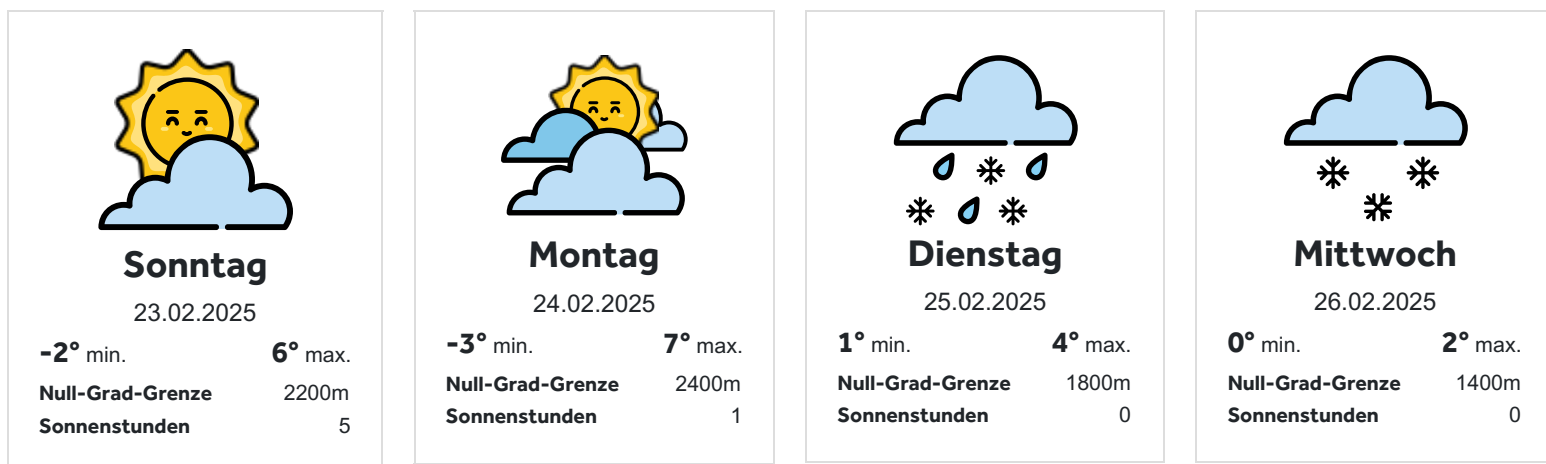 Sonntag
23.02.2025
-2° min. 6° max.
Null-Grad-Grenze 2200m
Sonnenstunden 5
Montag
24.02.2025
-3° min. 7° max.
Null-Grad-Grenze 2400m
Sonnenstunden 1
Dienstag
25.02.2025
1° min. 4° max.
Null-Grad-Grenze 1800m
Sonnenstunden 0
Mittwoch
26.02.2025
0° min. 2° max.
Null-Grad-Grenze 1400m
Sonnenstunden 0